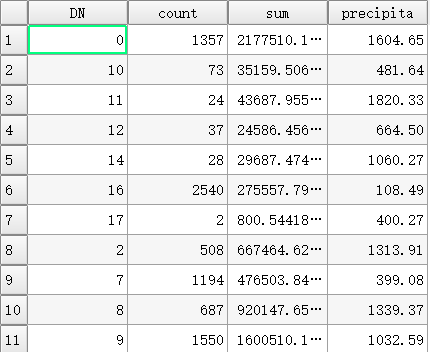 DN count sum precipita
1 0 1357 2177510.1… 1604.65
2 10 73 35159.506… 481.64
3 11 24 43687.955… 1820.33
4 12 37 24586.456… 664.50
5 14 28 29687.474… 1060.27
6 16 2540 275557.79… 108.49
7 17 2 800.54418… 400.27
8 2 508 667464.62… 1313.91
9 7 1194 476503.84… 399.08
10 8 687 920147.65… 1339.37
11 9 1550 1600510.1… 1032.59